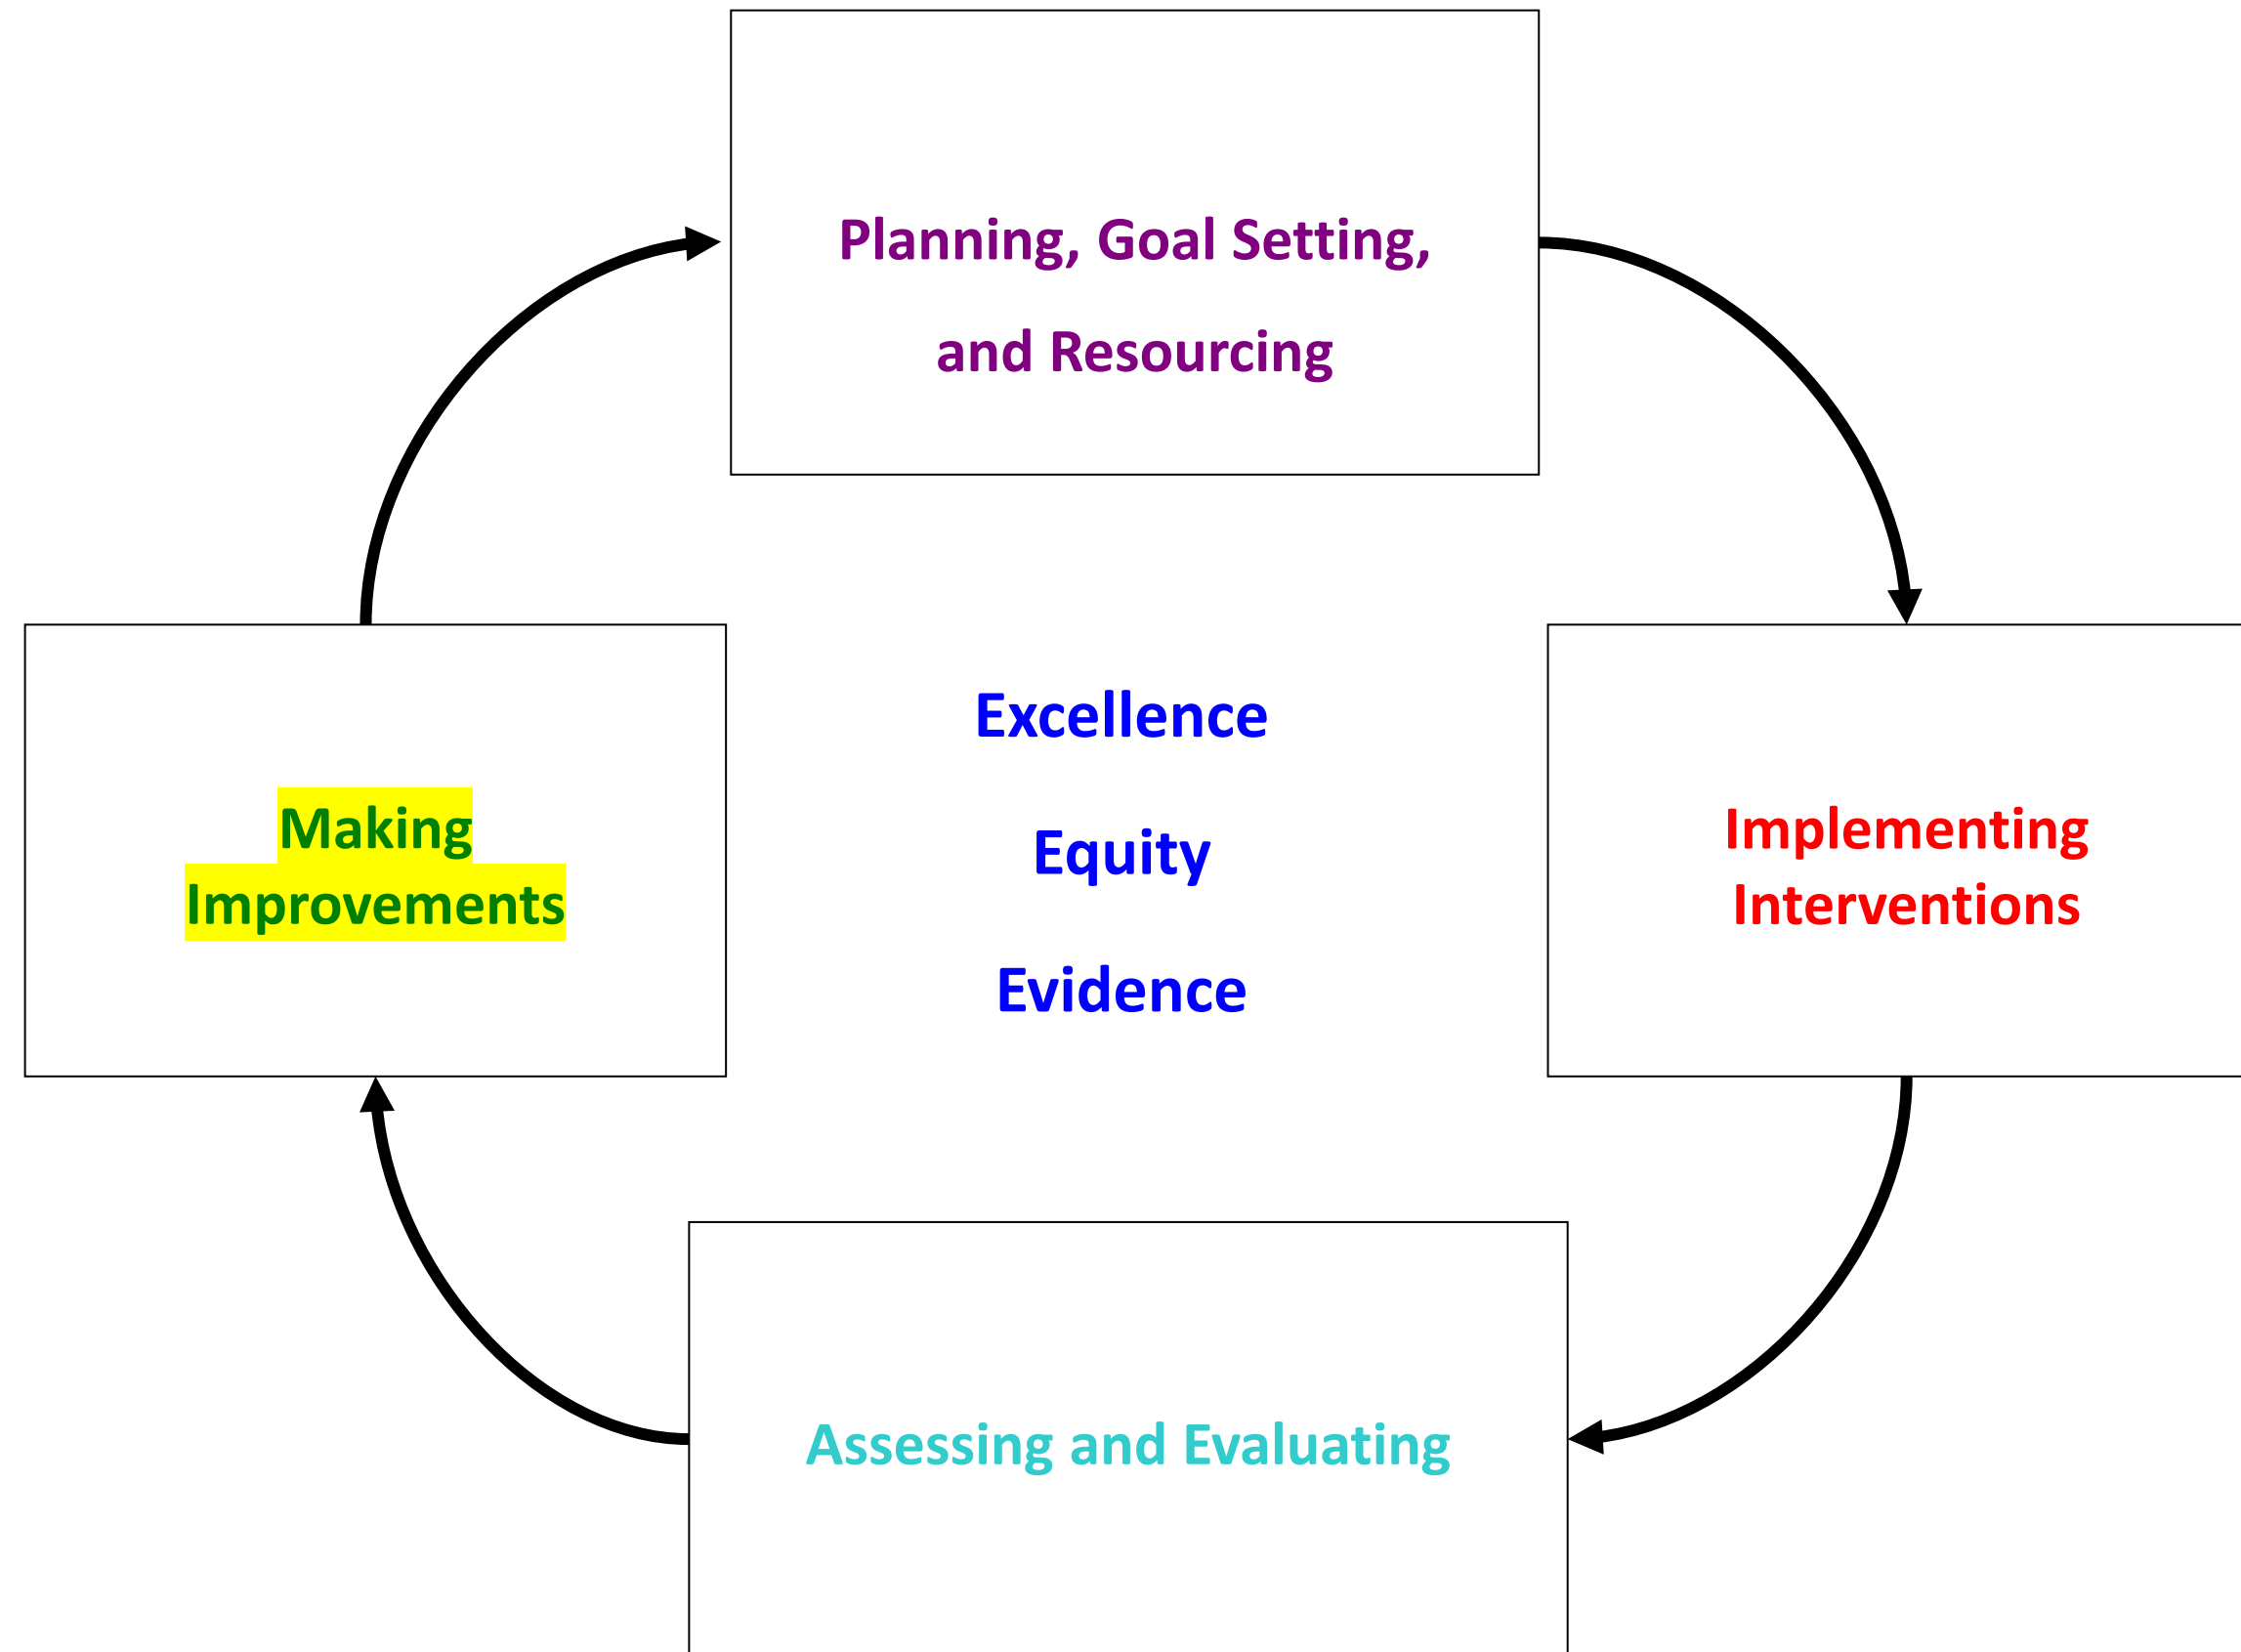 Planning, Goal Setting,
and Resourcing
Excellence
Equity
Evidence
Making
Improvements
Implementing
Interventions
Assessing and Evaluating